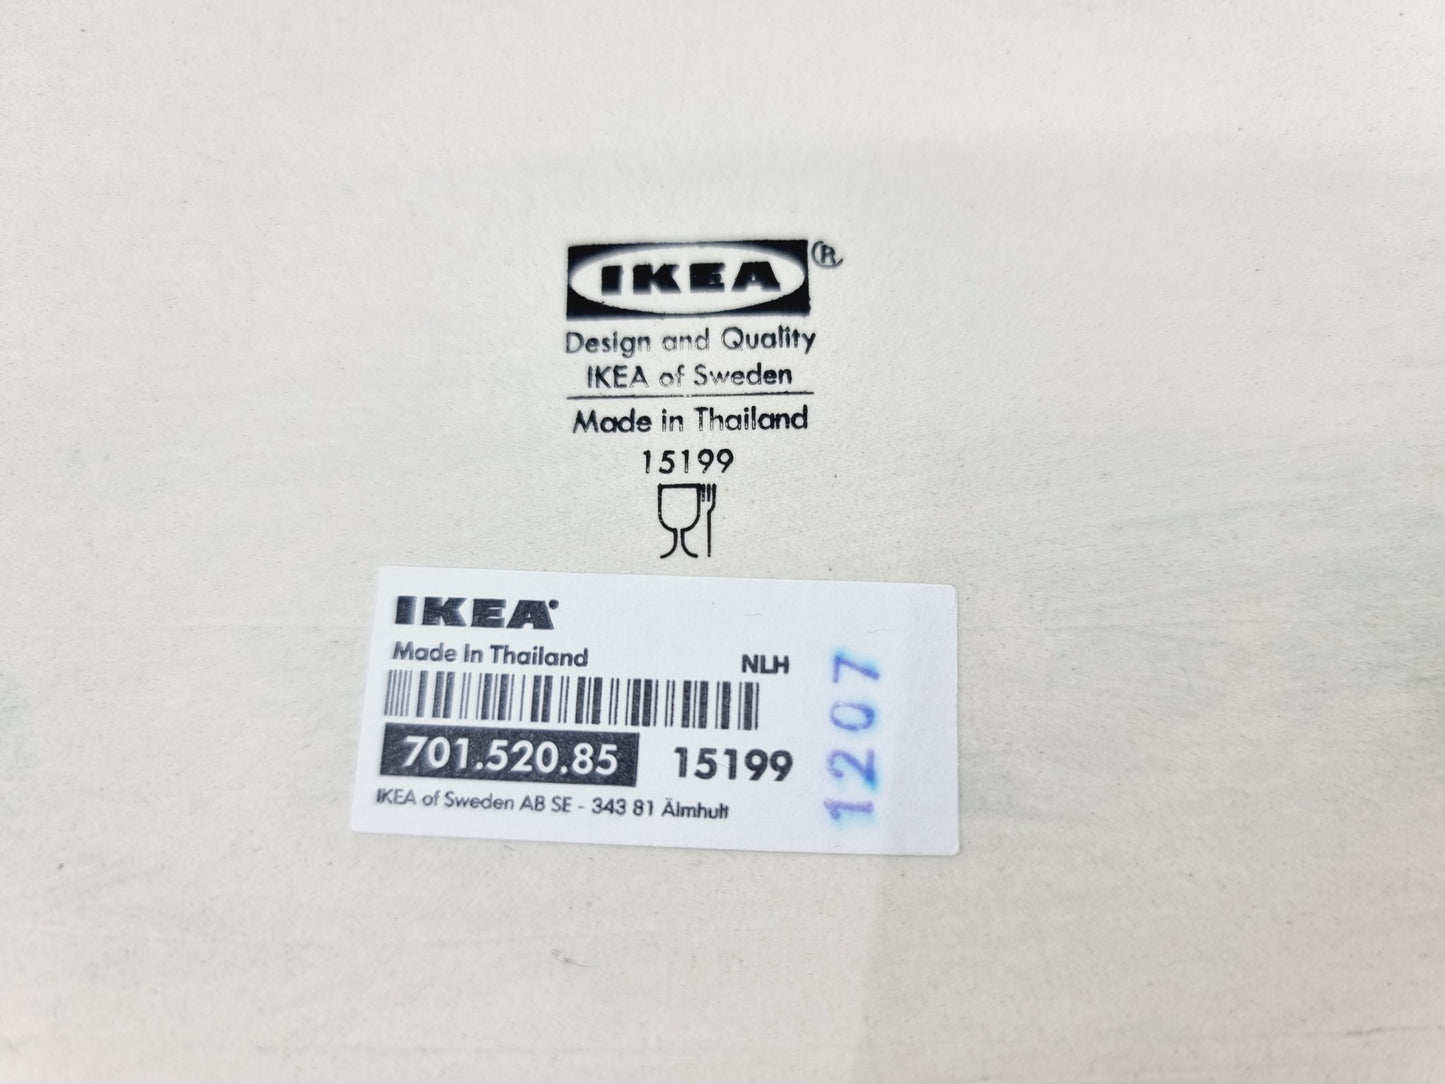 IKEA®
Design and Quality
IKEA of Sweden
Made in Thailand
15199
IKEA®
Made In Thailand NLH
701.520.85 15199
IKEA of Sweden AB SE - 343 81 Älmhult
1207